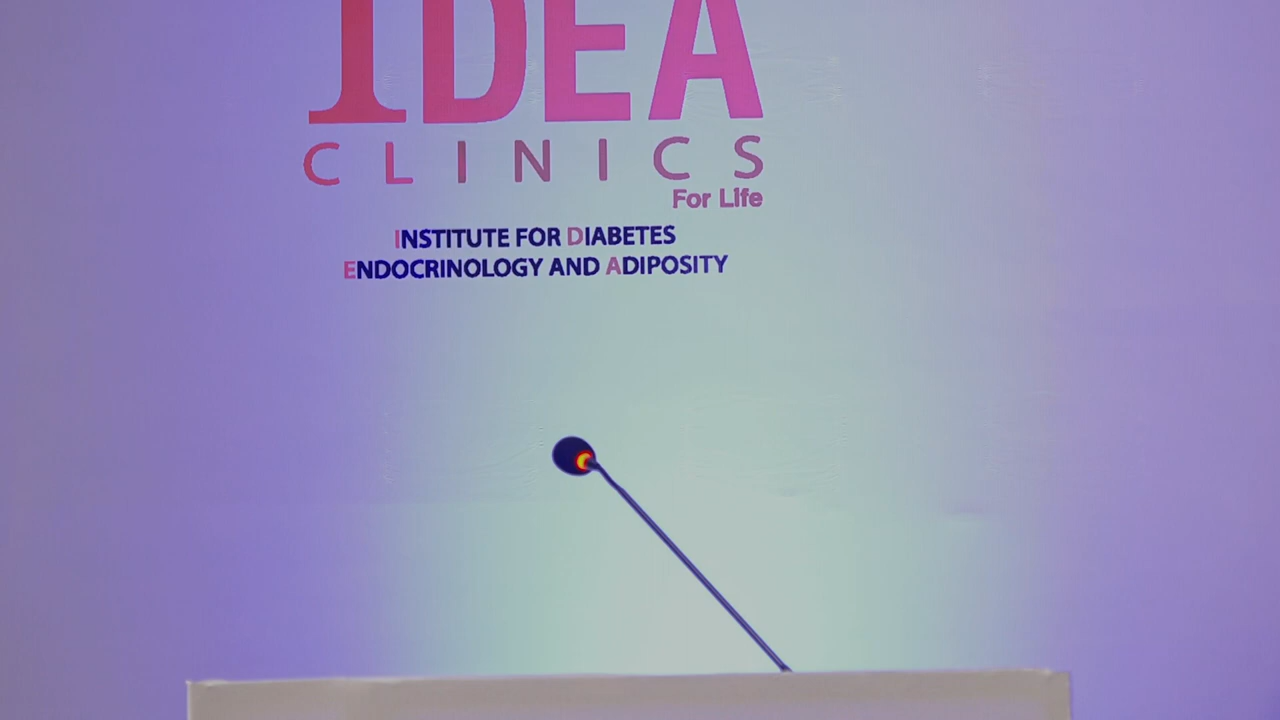 IDEA
CLINICS
For Life
INSTITUTE FOR DIABETES
ENDOCRINOLOGY AND ADIPOSITY